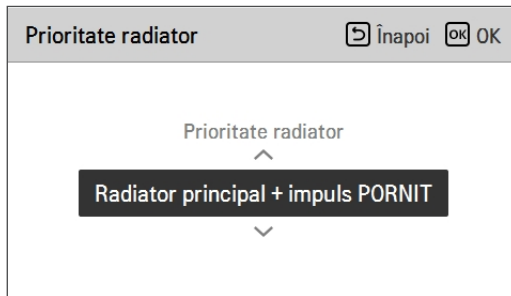 Prioritate radiator
Înapoi OK OK
Prioritate radiator
Radiator principal + impuls PORNIT